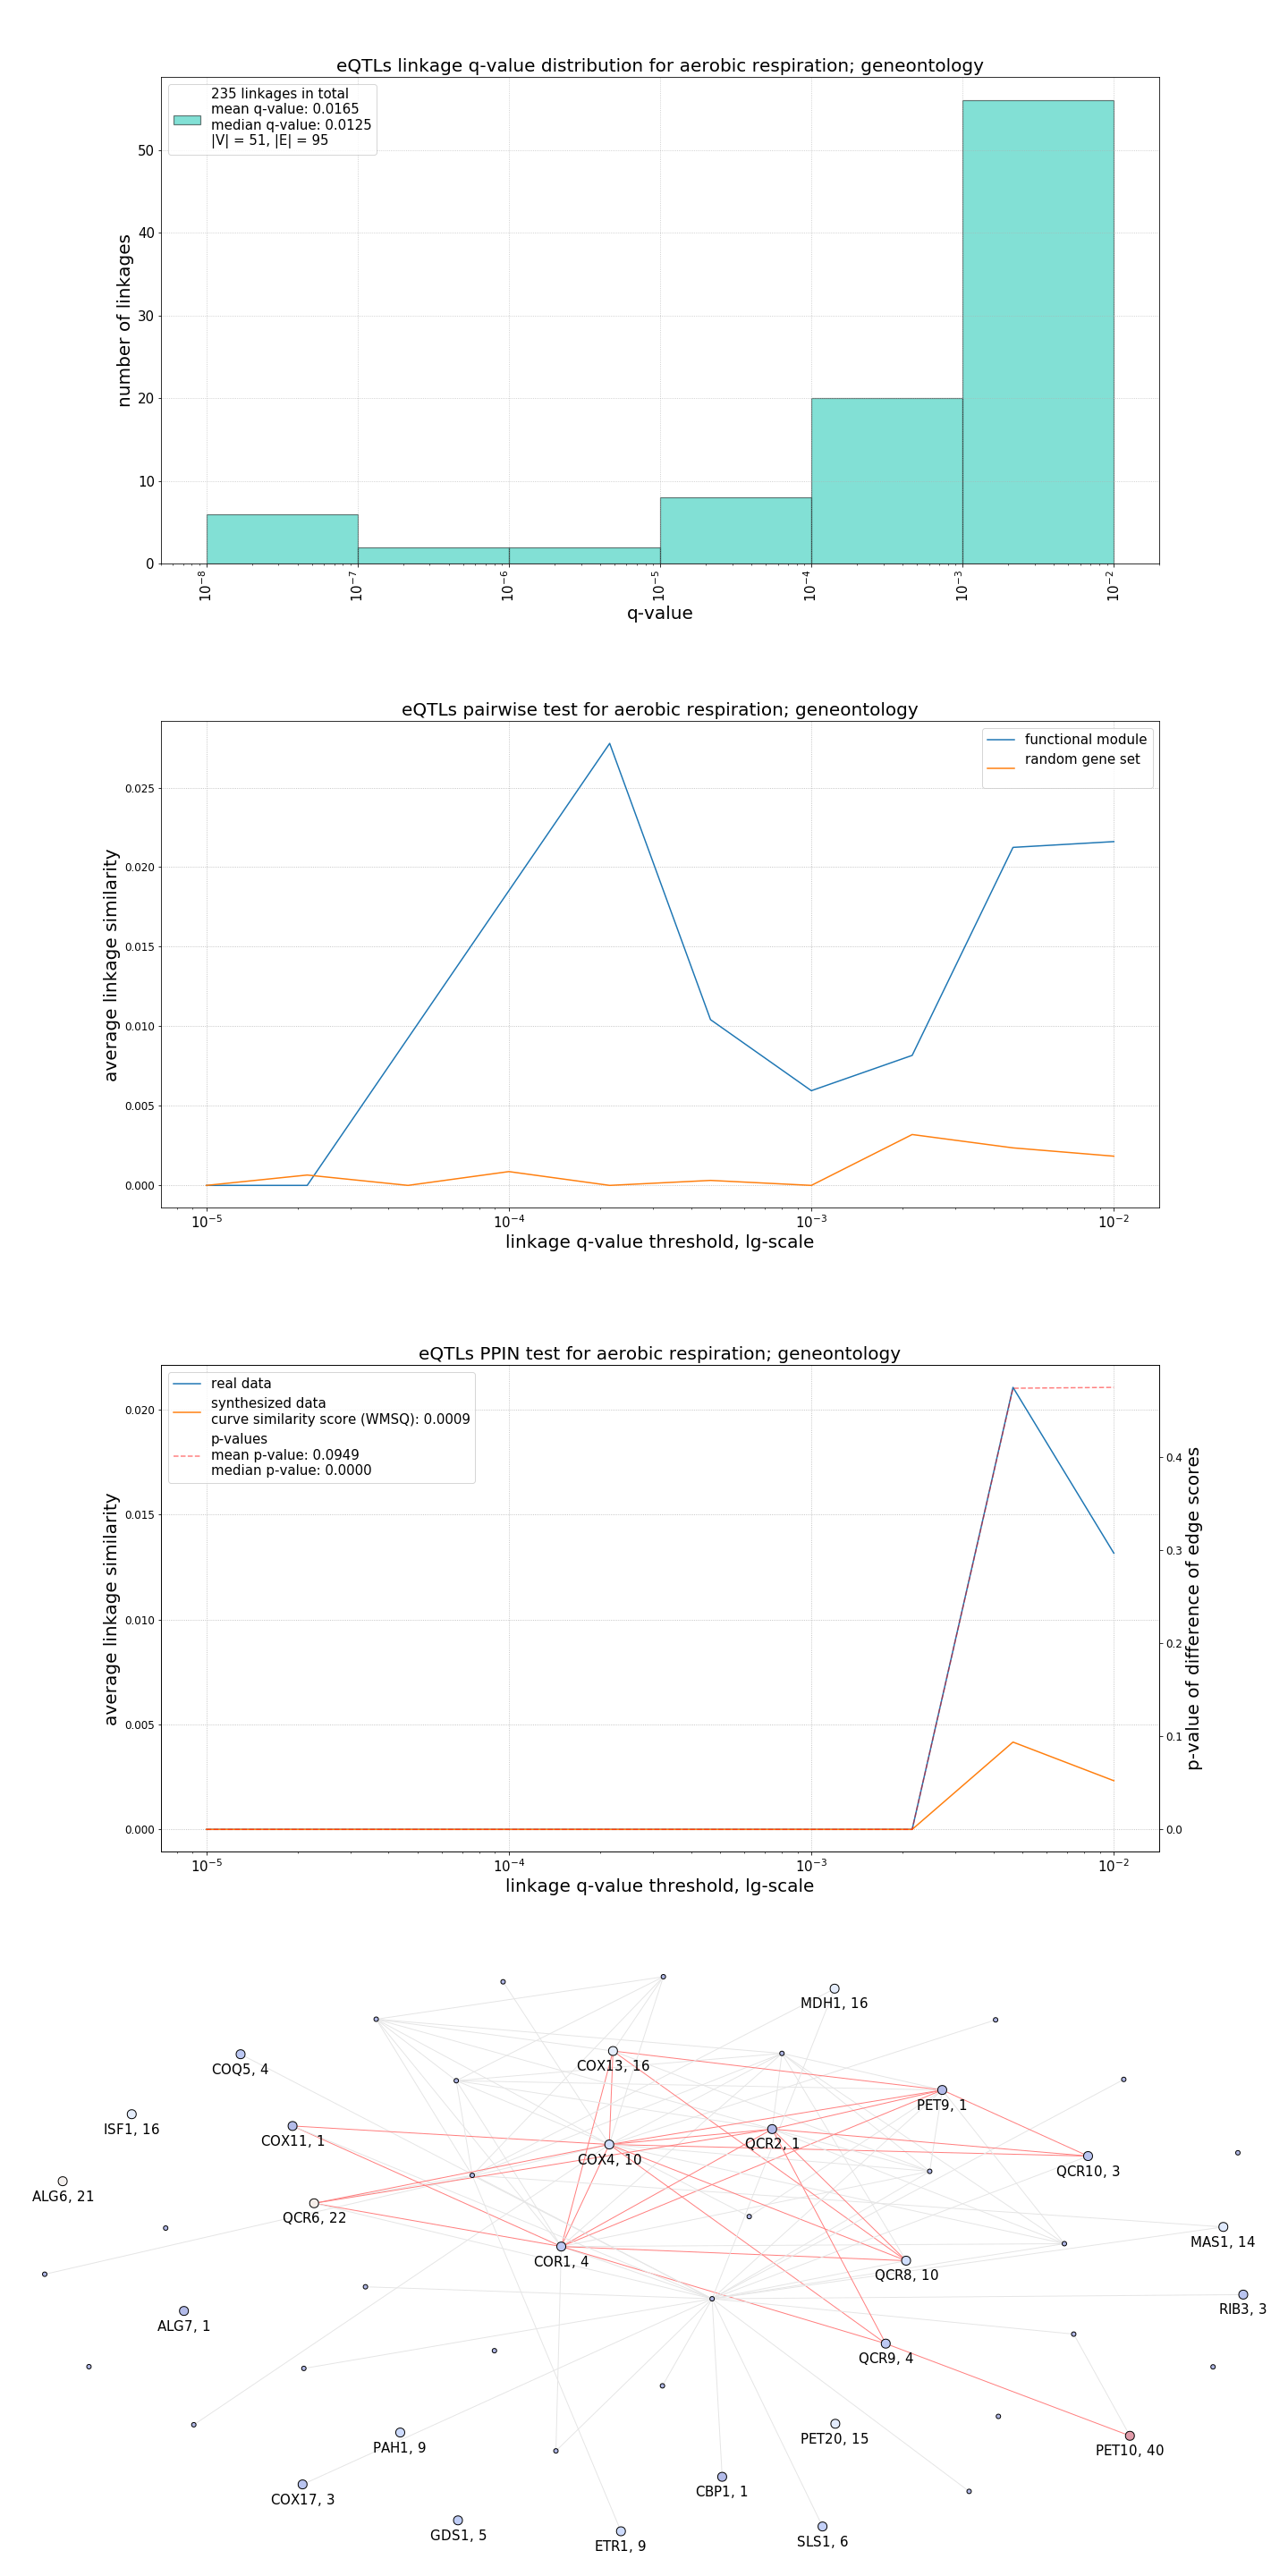 eQTLs linkage q-value distribution for aerobic respiration; geneontology
235 linkages in total
mean q-value: 0.0165
median q-value: 0.0125
|V| = 51, |E| = 95
number of linkages
50
40
30
20
10
0
10⁻⁸
10⁻⁷
10⁻⁶
10⁻⁵
10⁻⁴
10⁻³
10⁻²
q-value
eQTLs pairwise test for aerobic respiration; geneontology
functional module
random gene set
average linkage similarity
0.025
0.020
0.015
0.010
0.005
0.000
10⁻⁵
10⁻⁴
10⁻³
10⁻²
linkage q-value threshold, lg-scale
eQTLs PPIN test for aerobic respiration; geneontology
real data
synthesized data
curve similarity score (WMSQ): 0.0009
p-values
mean p-value: 0.0949
median p-value: 0.0000
average linkage similarity
0.020
0.015
0.010
0.005
0.000
0.4
0.3
0.2
0.1
0.0
p-value of difference of edge scores
10⁻⁵
10⁻⁴
10⁻³
10⁻²
linkage q-value threshold, lg-scale
MDH1, 16
COX13, 16
COQ5, 4
PET9, 1
ISF1, 16
COX11, 1
QCR2, 1
COX4, 10
QCR10, 3
ALG6, 21
QCR6, 22
MAS1, 14
COR1, 4
QCR8, 10
RIB3, 3
ALG7, 1
QCR9, 4
PET20, 15
PAH1, 9
PET10, 40
CBP1, 1
COX17, 3
GDS1, 5
SLS1, 6
ETR1, 9